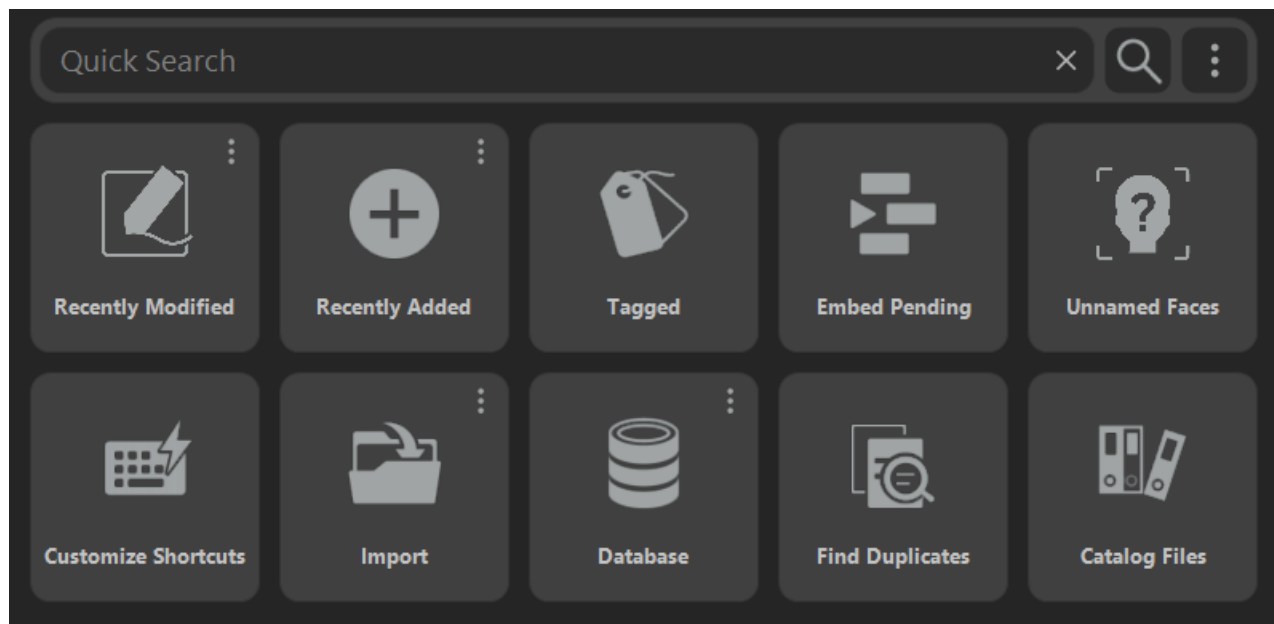 Quick Search
Recently Modified
Recently Added
Tagged
Embed Pending
?
Unnamed Faces
Customize Shortcuts
Import
Database
Find Duplicates
Catalog Files